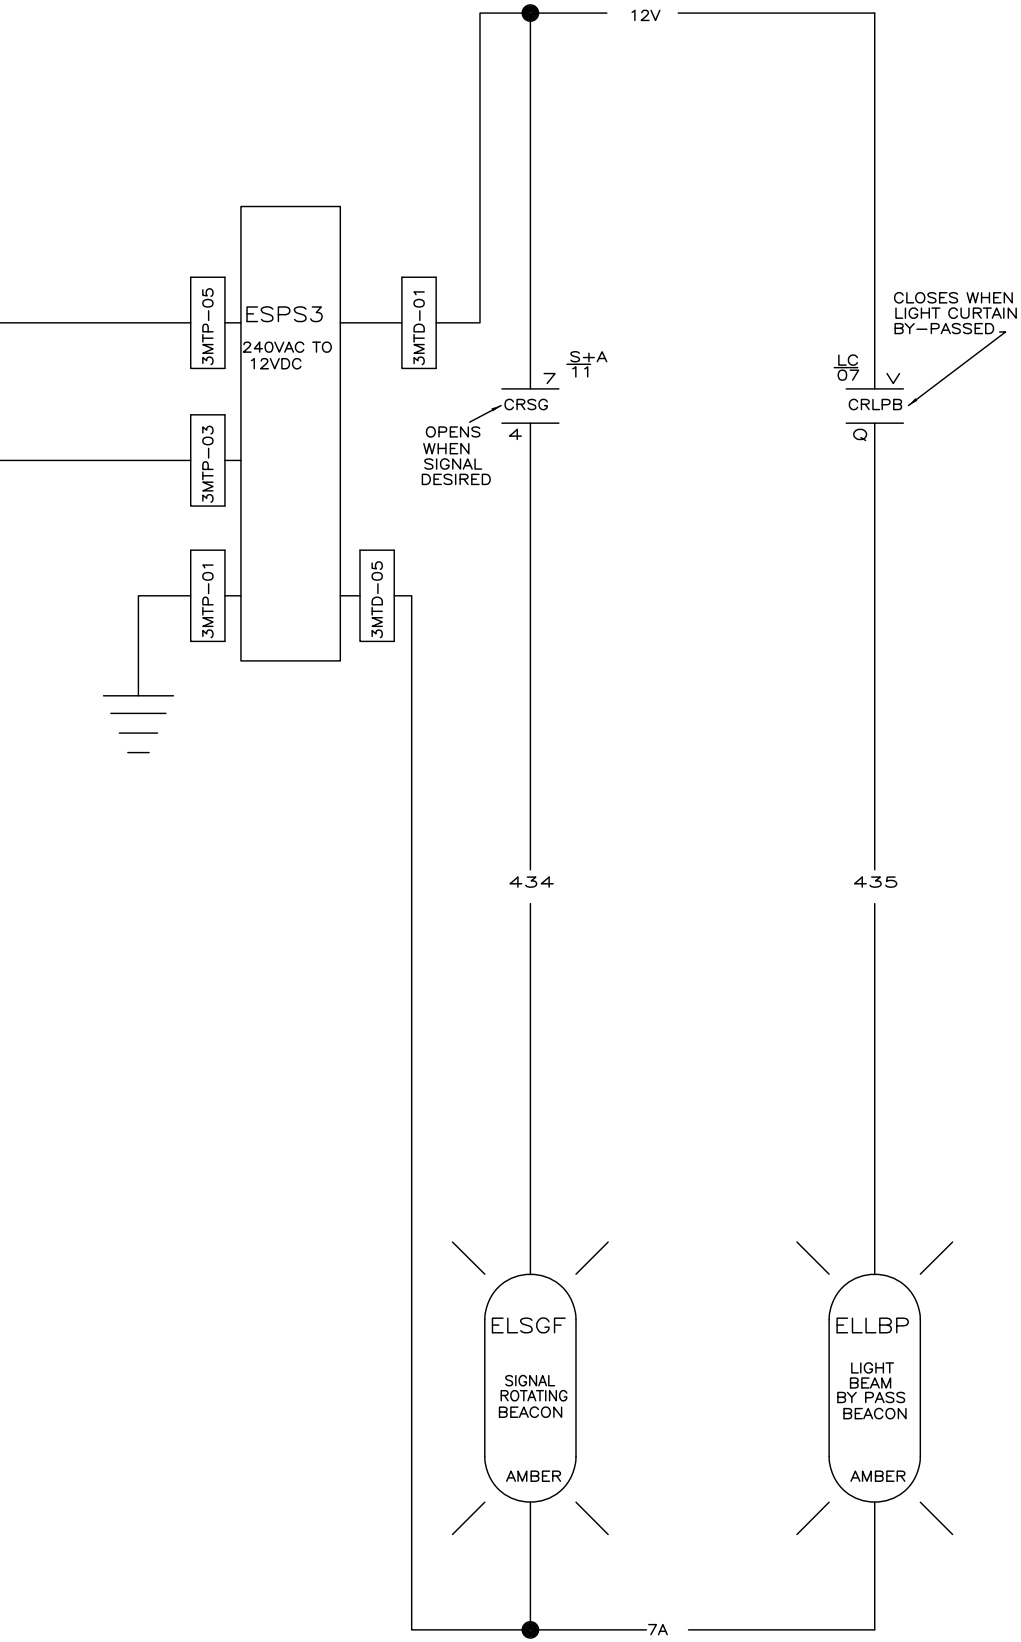 12V
3MTP-05
ESPS3
240VAC TO
12VDC
3MTD-01
3MTP-03
3MTP-01
3MTD-05
S+A
11
7
CRSG
4
OPENS
WHEN
SIGNAL
DESIRED
CLOSES WHEN
LIGHT CURTAIN
BY-PASSED
LC
07
V
CRLPB
Q
434
435
ELSGF
SIGNAL
ROTATING
BEACON
AMBER
ELLBP
LIGHT
BEAM
BY PASS
BEACON
AMBER
7A